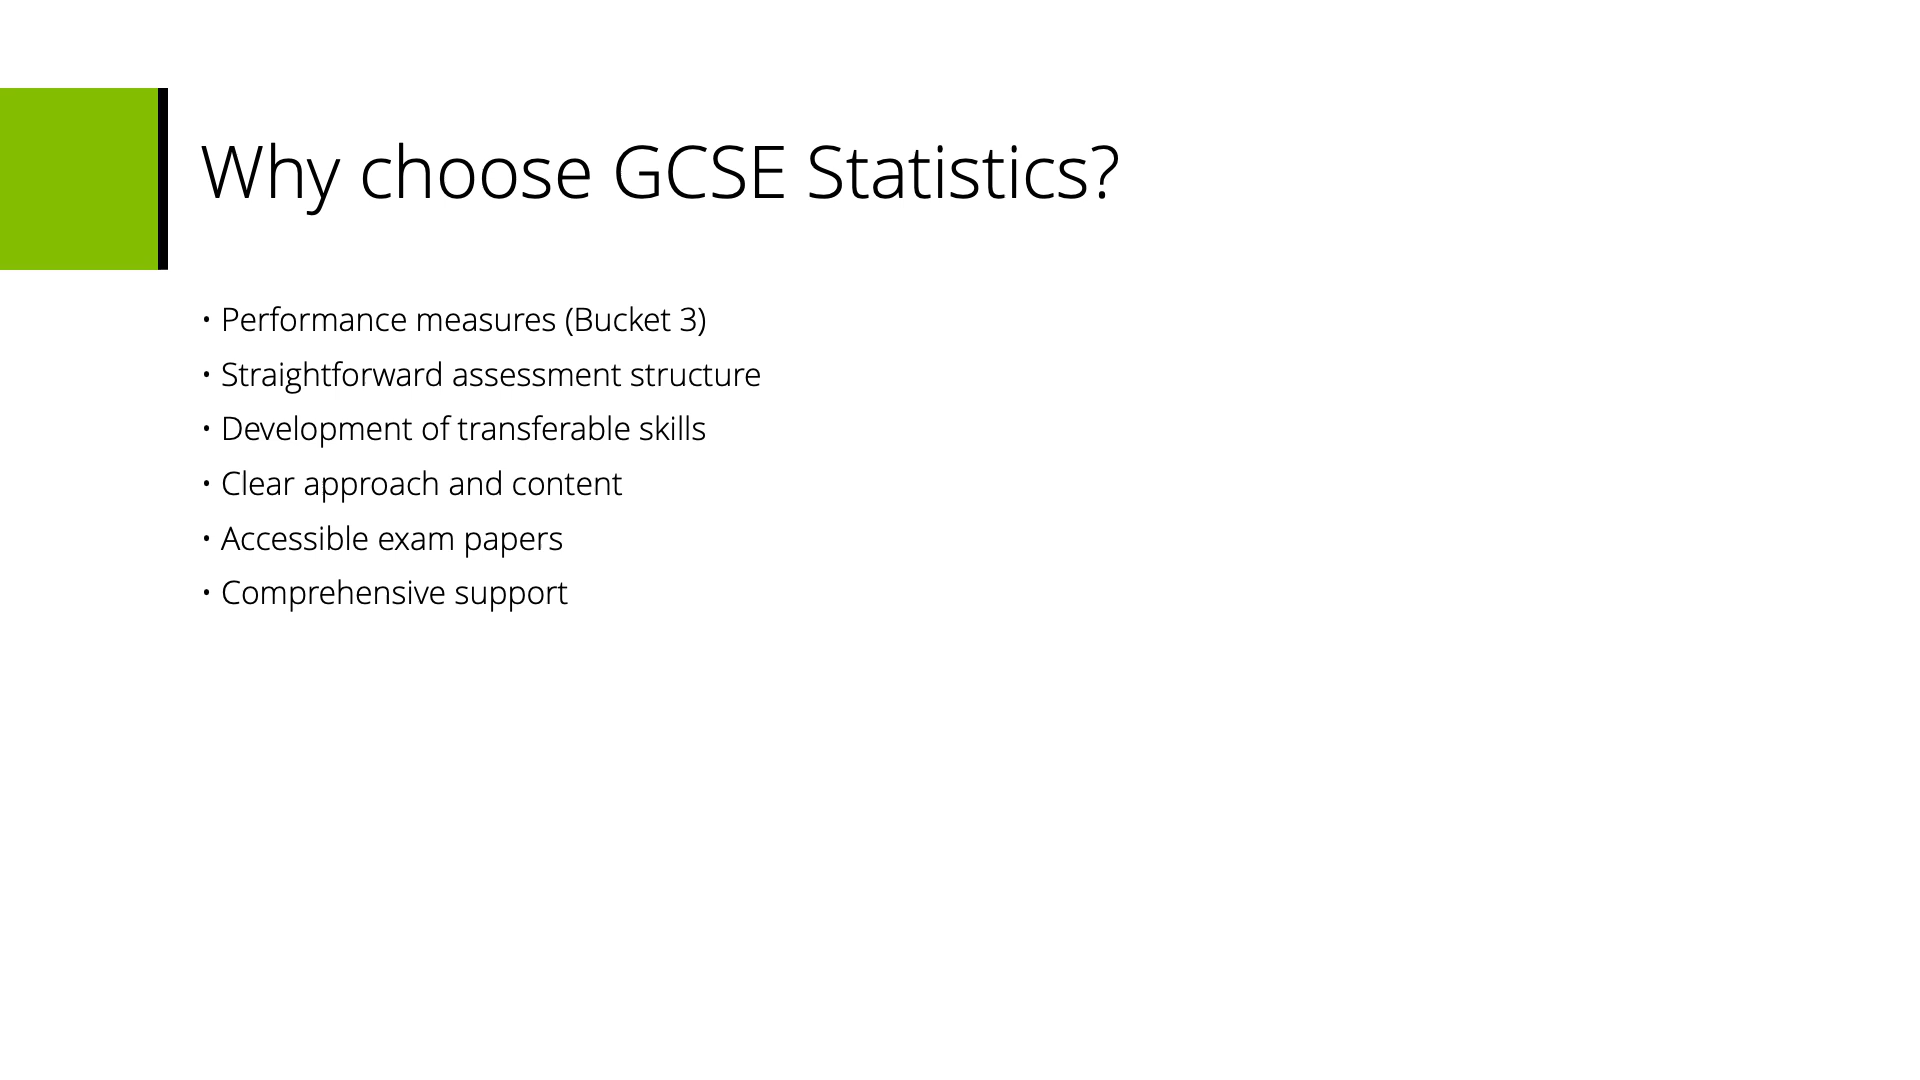 Why choose GCSE Statistics?
• Performance measures (Bucket 3)
• Straightforward assessment structure
• Development of transferable skills
• Clear approach and content
• Accessible exam papers
• Comprehensive support